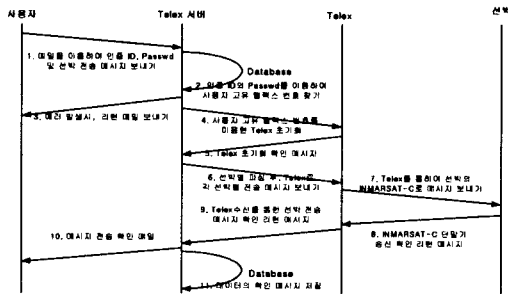 사용자
Telex 서버
Telex
선박
1. 메일를 이용하여 인증 ID, Passwd
및 선박 전송 메시지 보내기
Database
2. 인증 ID와 Passwd를 이용하여
사용자 고유 텔렉스 번호 찾기
3. 에러 발생시, 리턴 메일 보내기
4. 사용자 고유 텔렉스 번호를
이용한 Telex 초기화
5. Telex 초기화 확인 메시지
6. 선박별 파싱 후, Telex로
각 선박별 전송 메시지 보내기
7. Telex를 통하여 선박의
INMARSAT-C로 메시지 보내기
8. INMARSAT-C 단말기
송신 확인 리턴 메시지
9. Telex수신를 통한 선박 전송
메시지 확인 리턴 메시지
10. 메시지 전송 확인 메일
Database
11. 데이터의 확인 메시지 저장